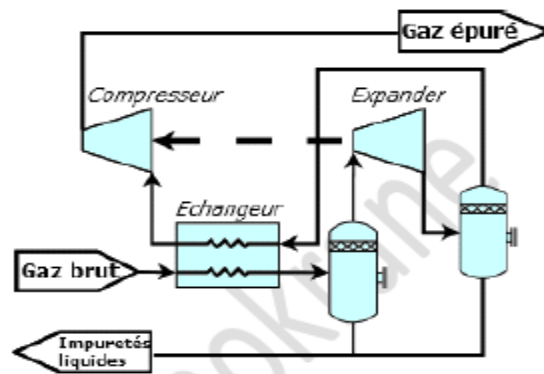 Gaz épuré
Compresseur
Expander
Echangeur
Gaz brut
Impuretés
liquides